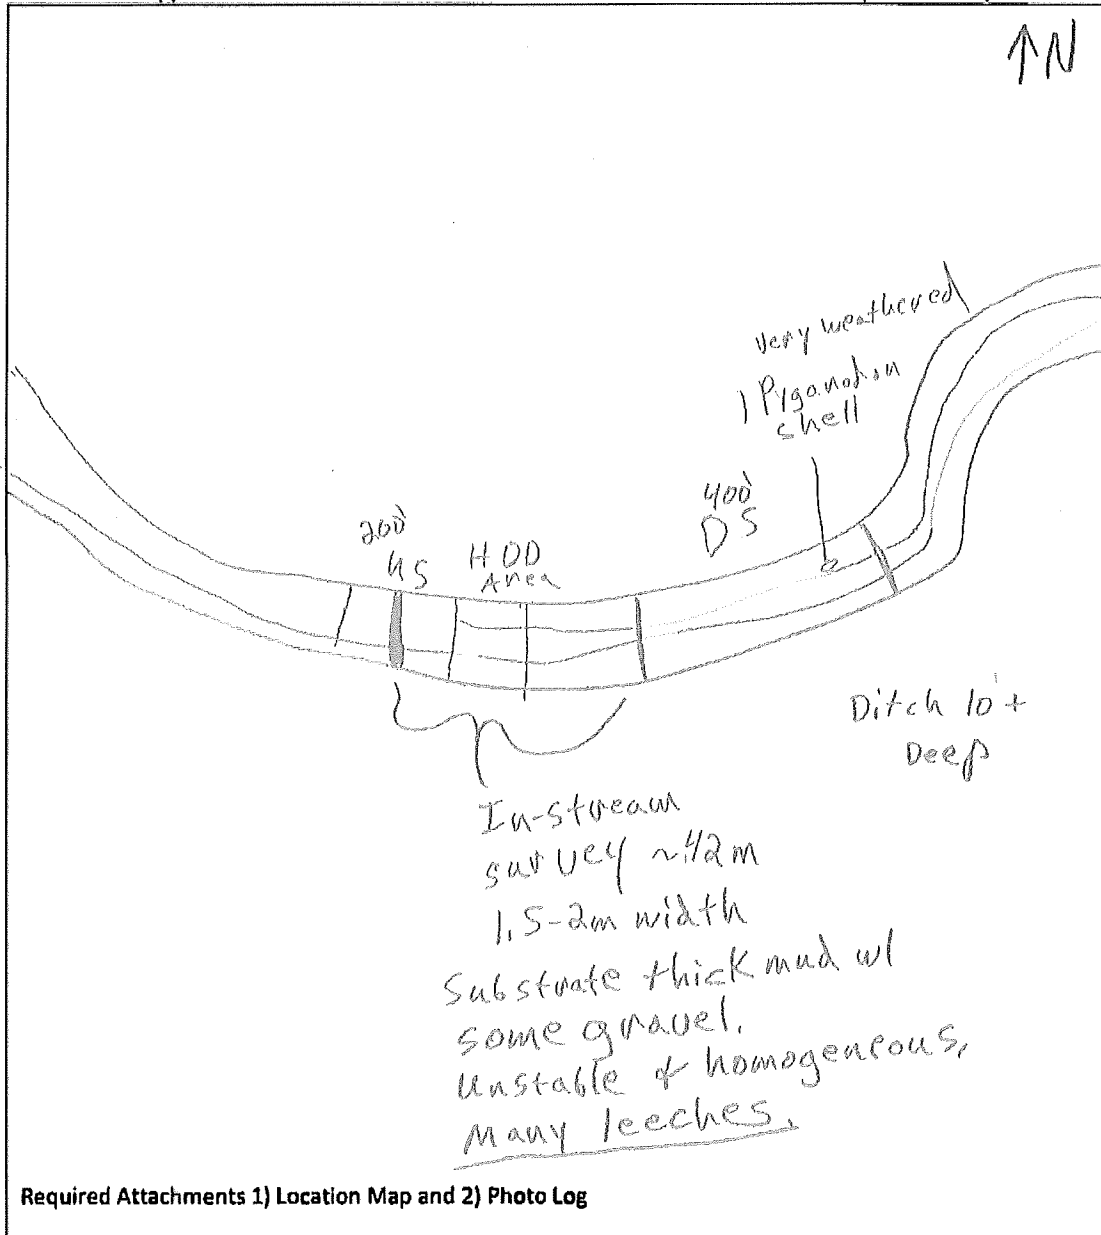 ↑N
Very weathered
1 Pyganodon
shell
400'
DS
200'
US
HDD
Area
Ditch 10'+
Deep
In-stream
survey ~42m
1.5-2m width
Substrate thick mud w/
some gravel.
Unstable & homogeneous.
Many leeches.
Required Attachments 1) Location Map and 2) Photo Log